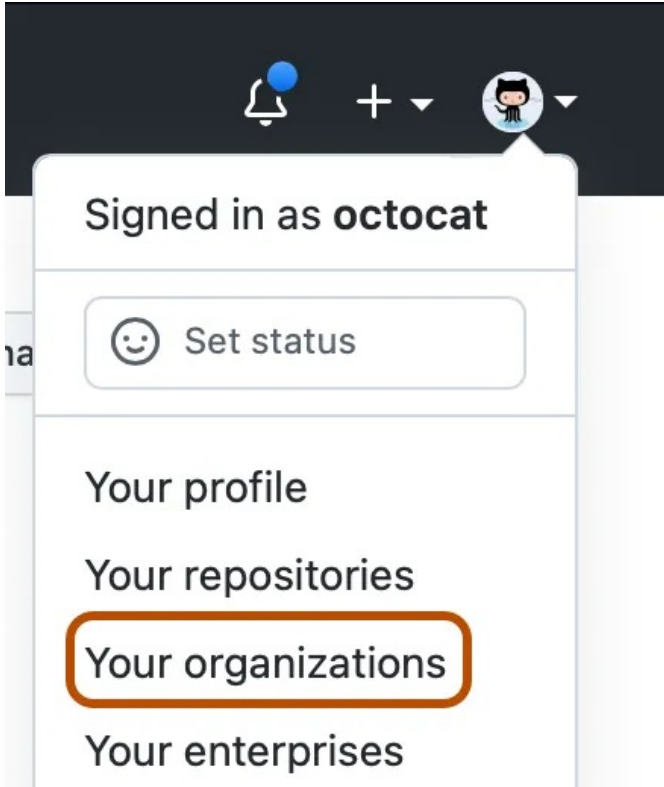 Signed in as octocat
Set status
Your profile
Your repositories
Your organizations
Your enterprises